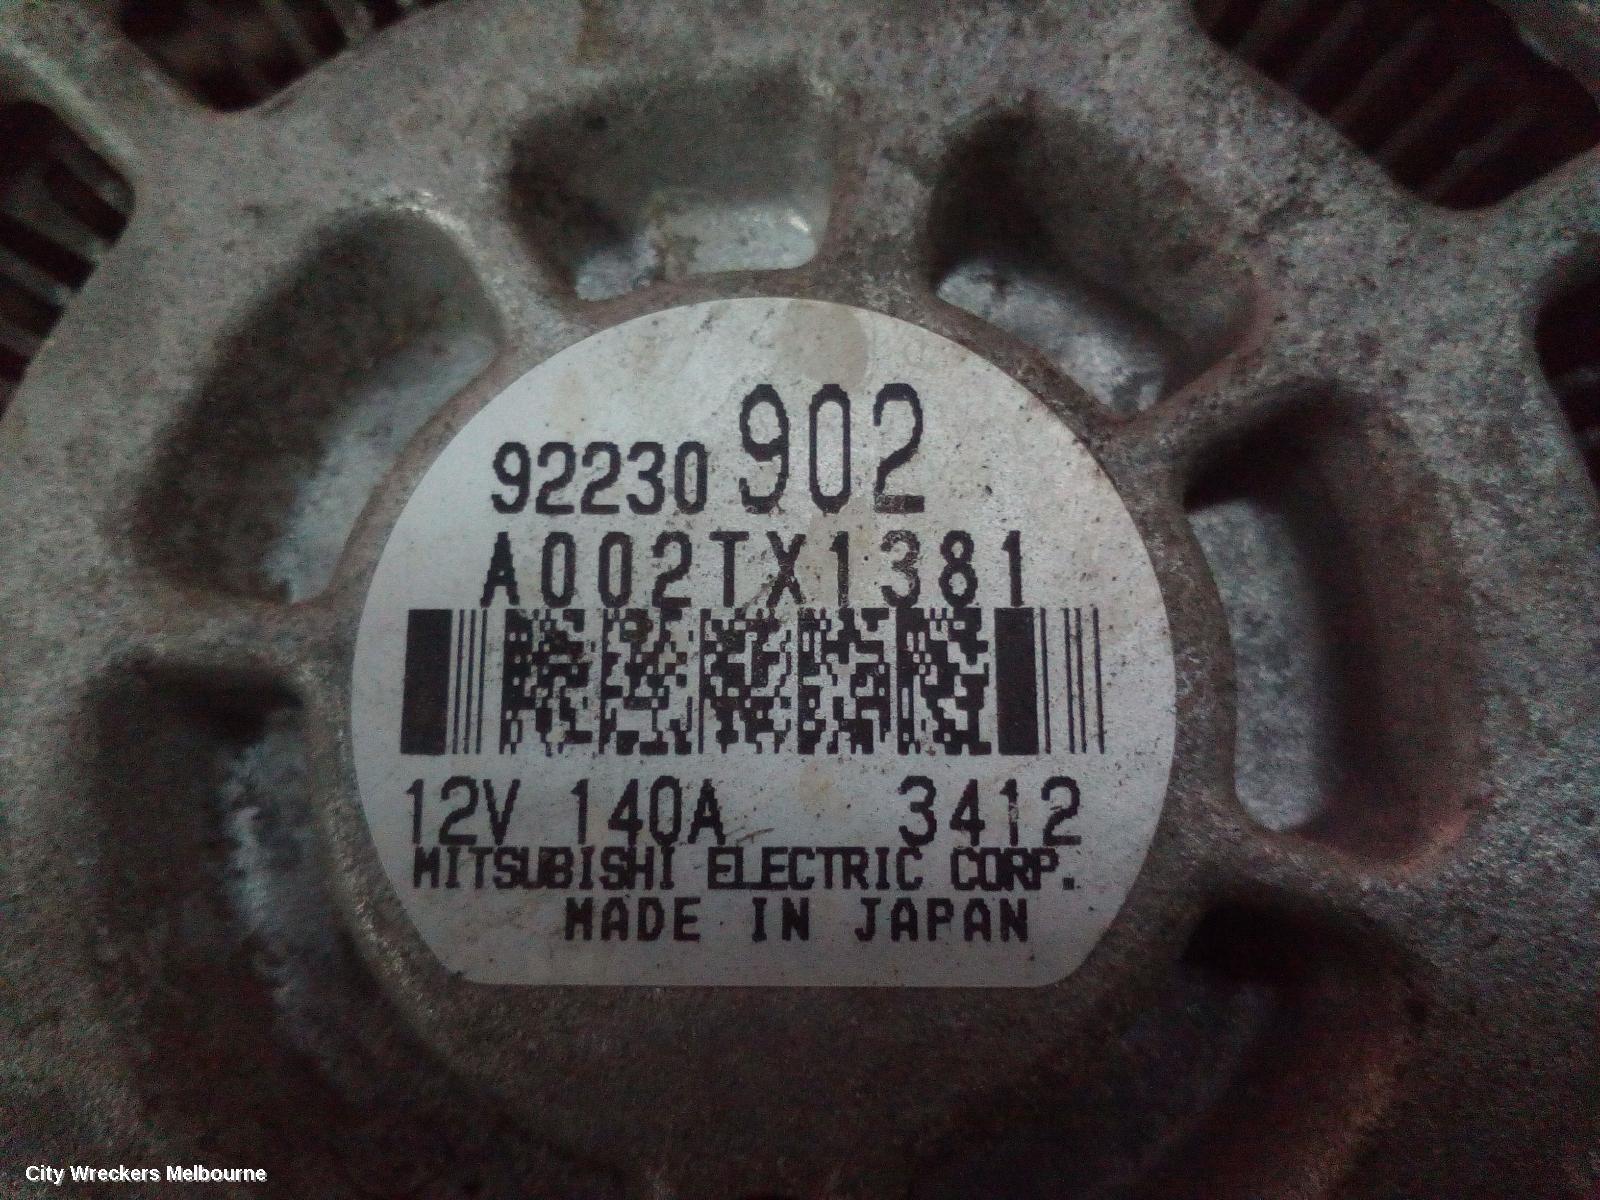 92230 902
A002TX1381
12V 140A 3412
MITSUBISHI ELECTRIC CORP.
MADE IN JAPAN
City Wreckers Melbourne